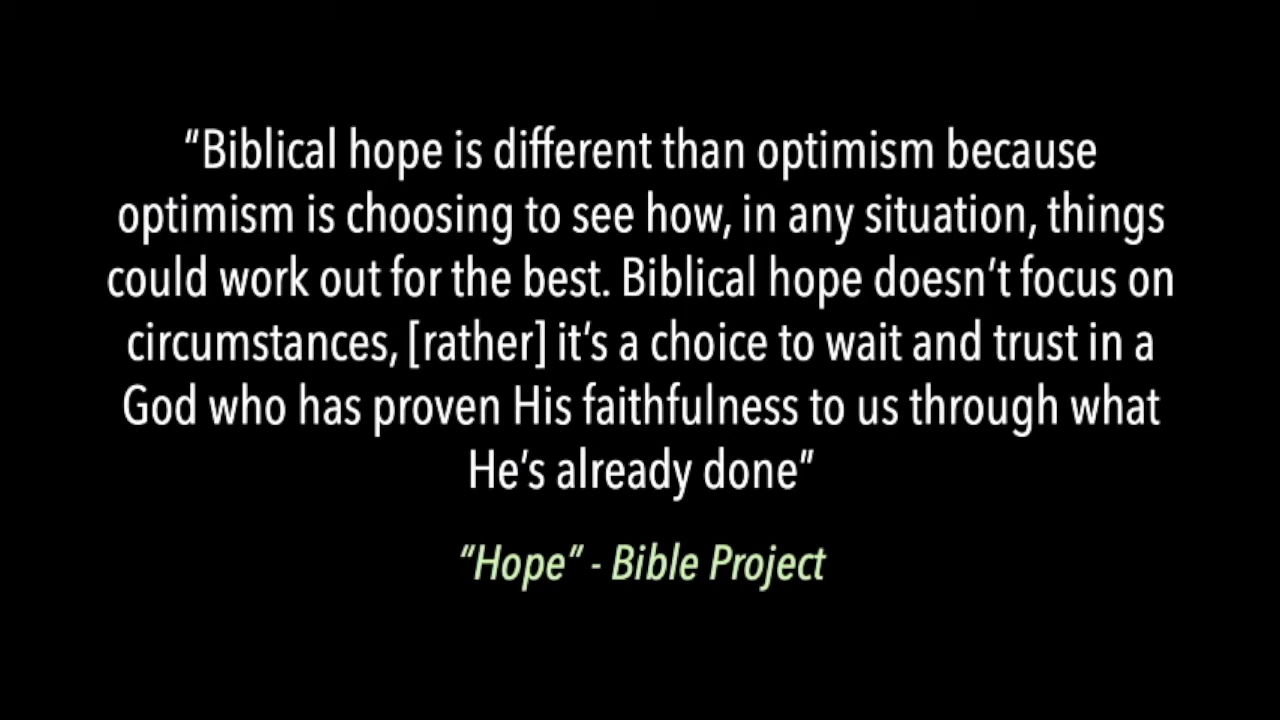 “Biblical hope is different than optimism because
optimism is choosing to see how, in any situation, things
could work out for the best. Biblical hope doesn’t focus on
circumstances, [rather] it’s a choice to wait and trust in a
God who has proven His faithfulness to us through what
He’s already done”
“Hope” - Bible Project